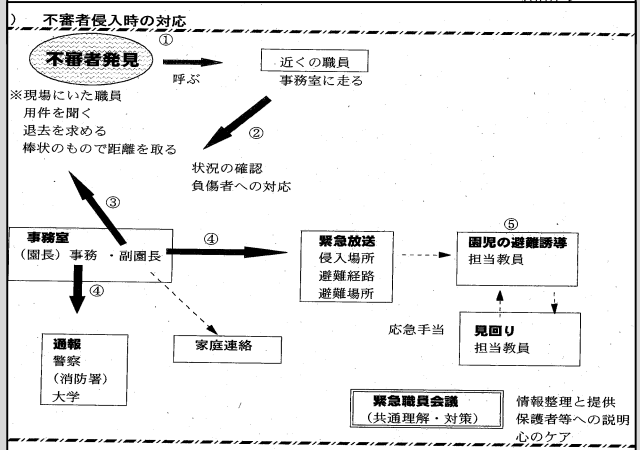 ） 不審者侵入時の対応
①
不審者発見
呼ぶ
近くの職員
事務室に走る
※現場にいた職員
用件を聞く
退去を求める
棒状のもので距離を取る
②
状況の確認
負傷者への対応
③
事務室
（園長）事務・副園長
④
緊急放送
侵入場所
避難経路
避難場所
⑤
園児の避難誘導
担当教員
④
通報
警察
（消防署）
大学
家庭連絡
応急手当
見回り
担当教員
緊急職員会議
（共通理解・対策）
情報整理と提供
保護者等への説明
心のケア